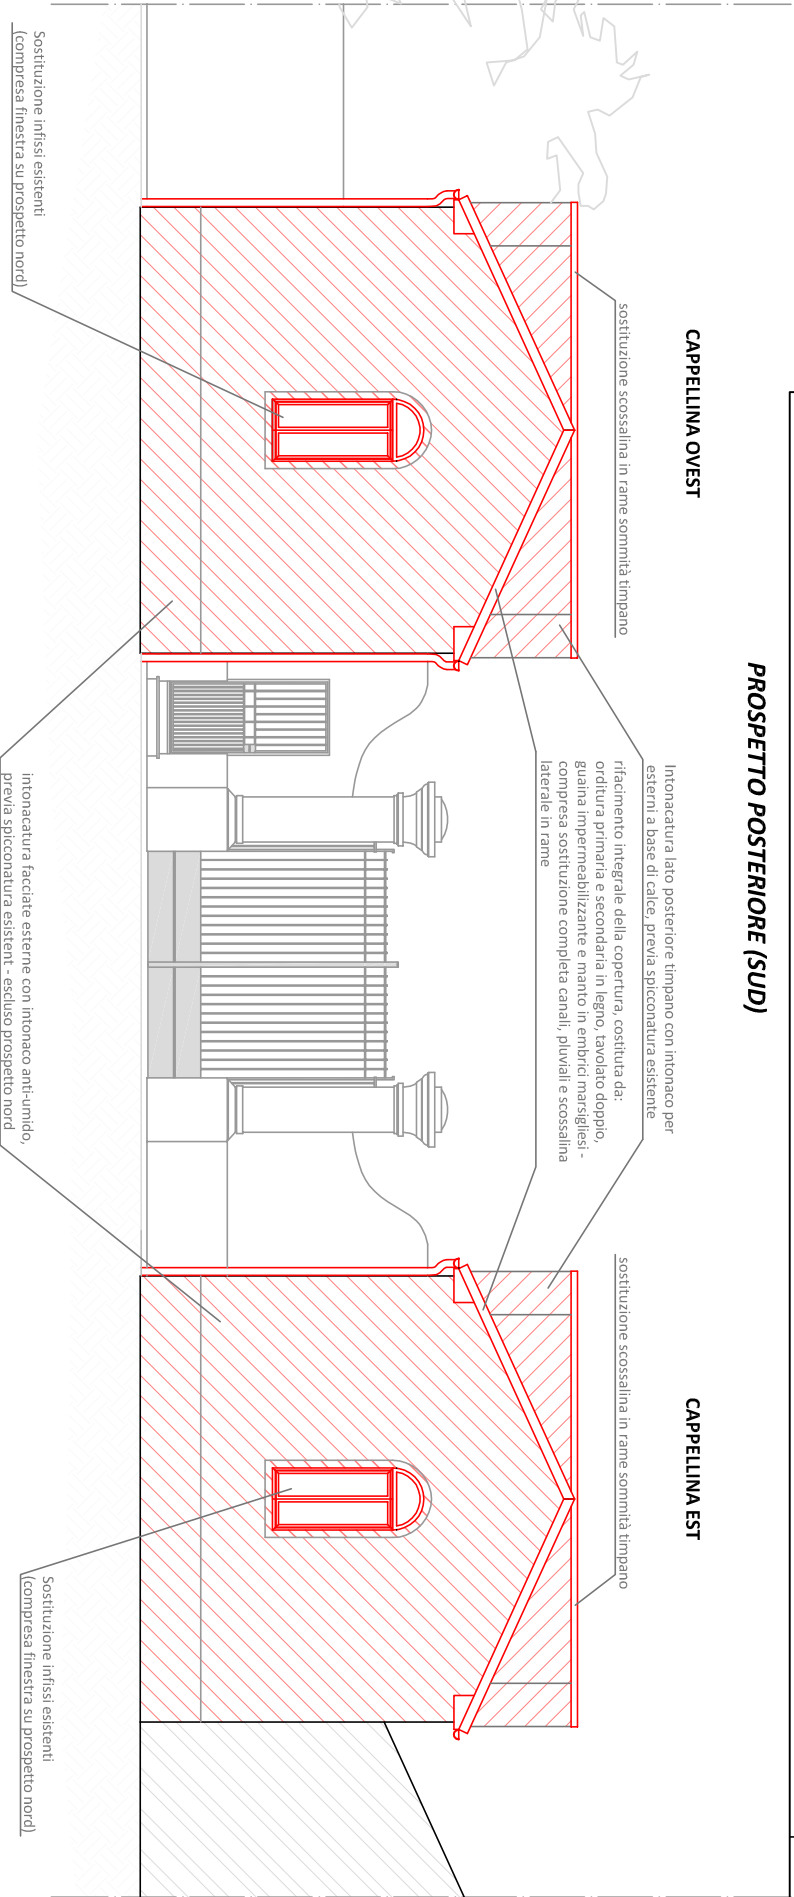 PROSPETTO POSTERIORE (SUD)
CAPPELLINA OVEST
CAPPELLINA EST
sostituzione scossalina in rame sommità timpano
sostituzione scossalina in rame sommità timpano
Intonacatura lato posteriore timpano con intonaco per
esterni a base di calce, previa spicconatura esistente
rifacimento integrale della copertura, costituta da:
orditura primaria e secondaria in legno, tavolato doppio,
guaina impermeabilizzante e manto in embrici marsigliesi -
compresa sostituzione completa canali, pluviali e scossalina
laterale in rame
Sostituzione infissi esistenti
(compresa finestra su prospetto nord)
intonacatura facciate esterne con intonaco anti-umido,
previa spicconatura esistent - escluso prospetto nord
Sostituzione infissi esistenti
(compresa finestra su prospetto nord)